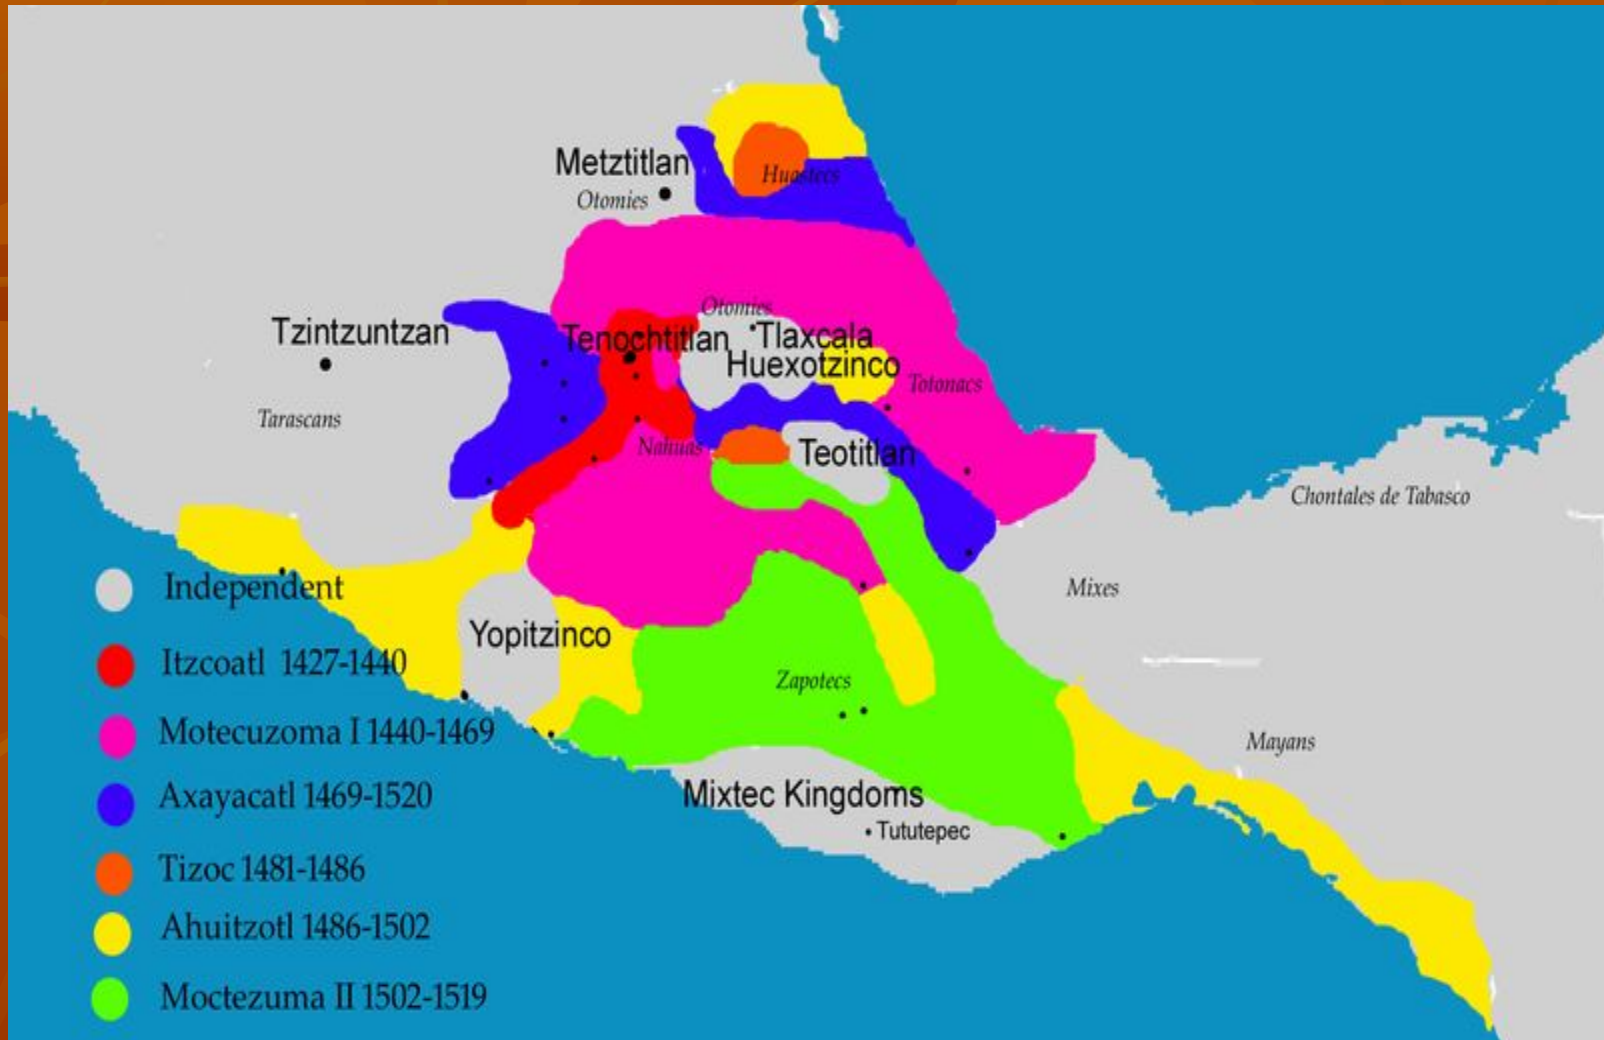 Metztitlan
Otomies
Huastecs
Otomies
Tzintzuntzan
Tenochtitlan
Tlaxcala
Huexotzinco
Totonacs
Tarascans
Nahuas
Teotitlan
Chontales de Tabasco
Mixes
Yopitzinco
Zapotecs
Mayans
Mixtec Kingdoms
Tututepec
Independent
Itzcoatl 1427-1440
Motecuzoma I 1440-1469
Axayacatl 1469-1520
Tizoc 1481-1486
Ahuitzotl 1486-1502
Moctezuma II 1502-1519